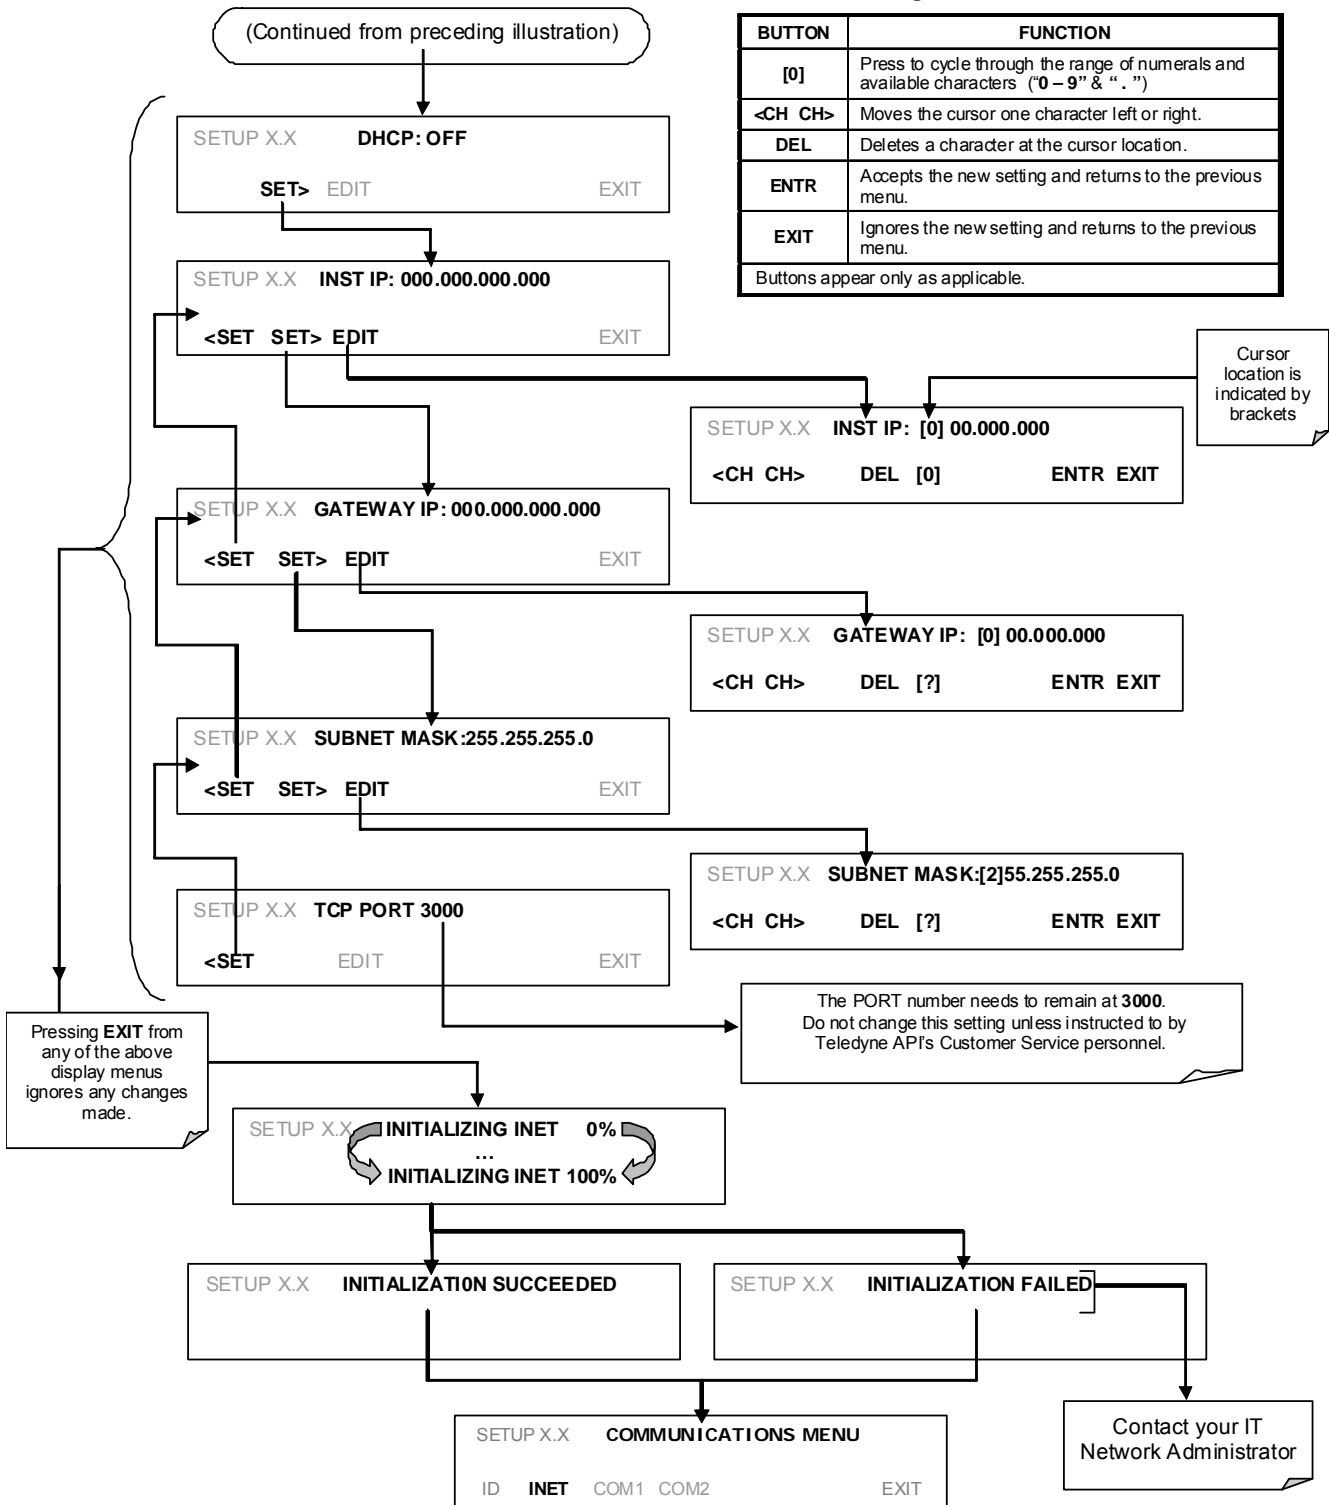 (Continued from preceding illustration)
BUTTON FUNCTION
[0] Press to cycle through the range of numerals and
available characters (“0 – 9” & “ . ”)
<CH CH> Moves the cursor one character left or right.
DEL Deletes a character at the cursor location.
ENTR Accepts the new setting and returns to the previous
menu.
EXIT Ignores the new setting and returns to the previous
menu.
Buttons appear only as applicable.
SETUP X.X DHCP: OFF
SET> EDIT EXIT
SETUP X.X INST IP: 000.000.000.000
<SET SET> EDIT EXIT
Cursor
location is
indicated by
brackets
SETUP X.X INST IP: [0] 00.000.000
<CH CH> DEL [0] ENTR EXIT
SETUP X.X GATEWAY IP: 000.000.000.000
<SET SET> EDIT EXIT
SETUP X.X GATEWAY IP: [0] 00.000.000
<CH CH> DEL [?] ENTR EXIT
SETUP X.X SUBNET MASK:255.255.255.0
<SET SET> EDIT EXIT
SETUP X.X SUBNET MASK:[2]55.255.255.0
<CH CH> DEL [?] ENTR EXIT
SETUP X.X TCP PORT 3000
<SET EDIT EXIT
The PORT number needs to remain at 3000.
Do not change this setting unless instructed to by
Teledyne API’s Customer Service personnel.
Pressing EXIT from
any of the above
display menus
ignores any changes
made.
SETUP X.X INITIALIZING INET 0%
…
INITIALIZING INET 100%
SETUP X.X INITIALIZATI0N SUCCEEDED
SETUP X.X INITIALIZATION FAILED
Contact your IT
Network Administrator
SETUP X.X COMMUNICATIONS MENU
ID INET COM1 COM2 EXIT